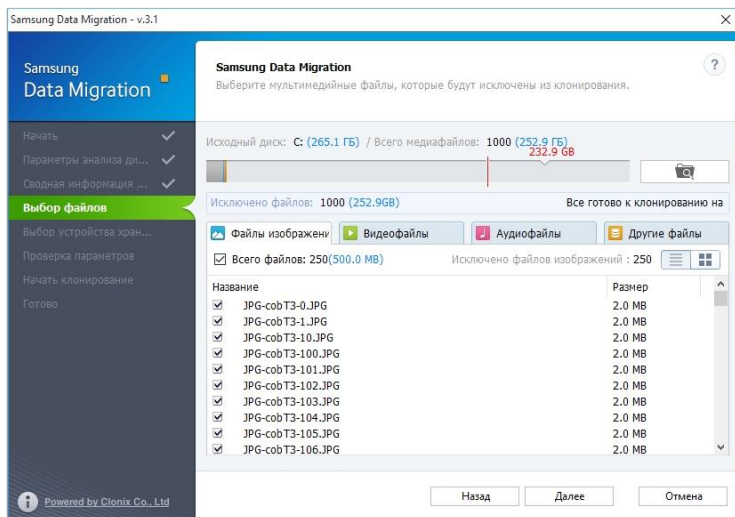 Samsung Data Migration - v.3.1
Samsung
Data Migration
Samsung Data Migration
Выберите мультимедийные файлы, которые будут исключены из клонирования.
?
Начать
Параметры анализа ди...
Сводная информация ...
Выбор файлов
Выбор устройства хран...
Проверка параметров
Начать клонирование
Готово
Исходный диск: C: (265.1 ГБ) / Всего медиафайлов: 1000 (252.9 ГБ)
232.9 GB
Исключено файлов: 1000 (252.9GB)
Все готово к клонированию на
Файлы изображени
Видеофайлы
Аудиофайлы
Другие файлы
Всего файлов: 250(500.0 MB)
Исключено файлов изображений : 250
Название Размер
JPG-cobT3-0.JPG 2.0 MB
JPG-cobT3-1.JPG 2.0 MB
JPG-cobT3-10.JPG 2.0 MB
JPG-cobT3-100.JPG 2.0 MB
JPG-cobT3-101.JPG 2.0 MB
JPG-cobT3-102.JPG 2.0 MB
JPG-cobT3-103.JPG 2.0 MB
JPG-cobT3-104.JPG 2.0 MB
JPG-cobT3-105.JPG 2.0 MB
JPG-cobT3-106.JPG 2.0 MB
Powered by Clonix Co., Ltd
Назад
Далее
Отмена